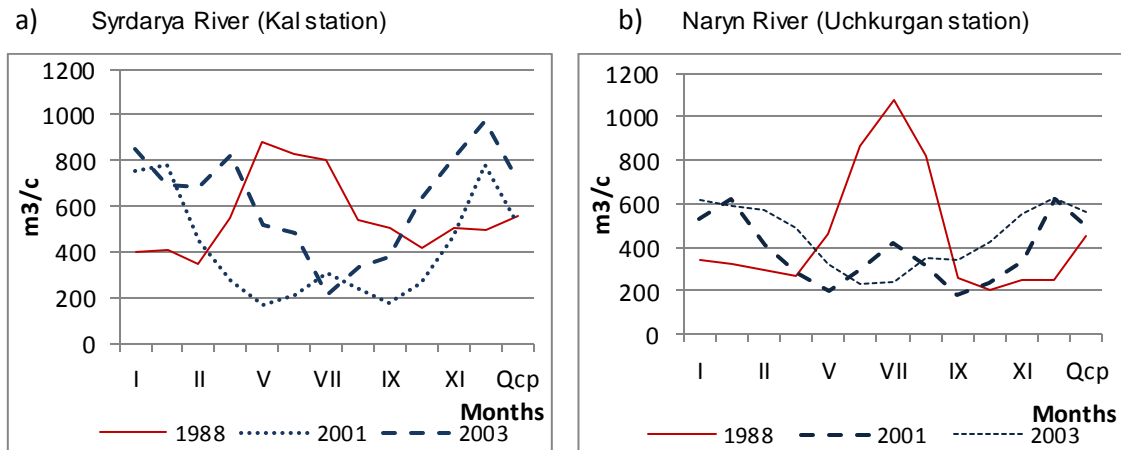 a) Syrdarya River (Kal station)
1200
1000
800
600
400
200
0
m3/c
I II V VII IX XI Qcp
Months
1988 2001 2003
b) Naryn River (Uchkurgan station)
1200
1000
800
600
400
200
0
m3/c
I II V VII IX XI Qcp
Months
1988 2001 2003